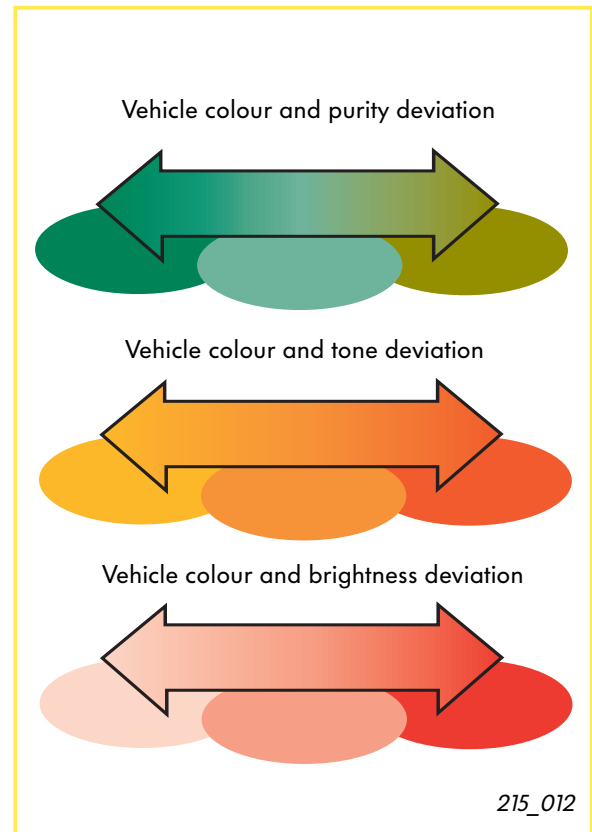 Vehicle colour and purity deviation
Vehicle colour and tone deviation
Vehicle colour and brightness deviation
215_012